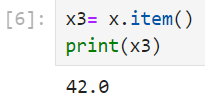 [6]: x3= x.item()
print(x3)
42.0